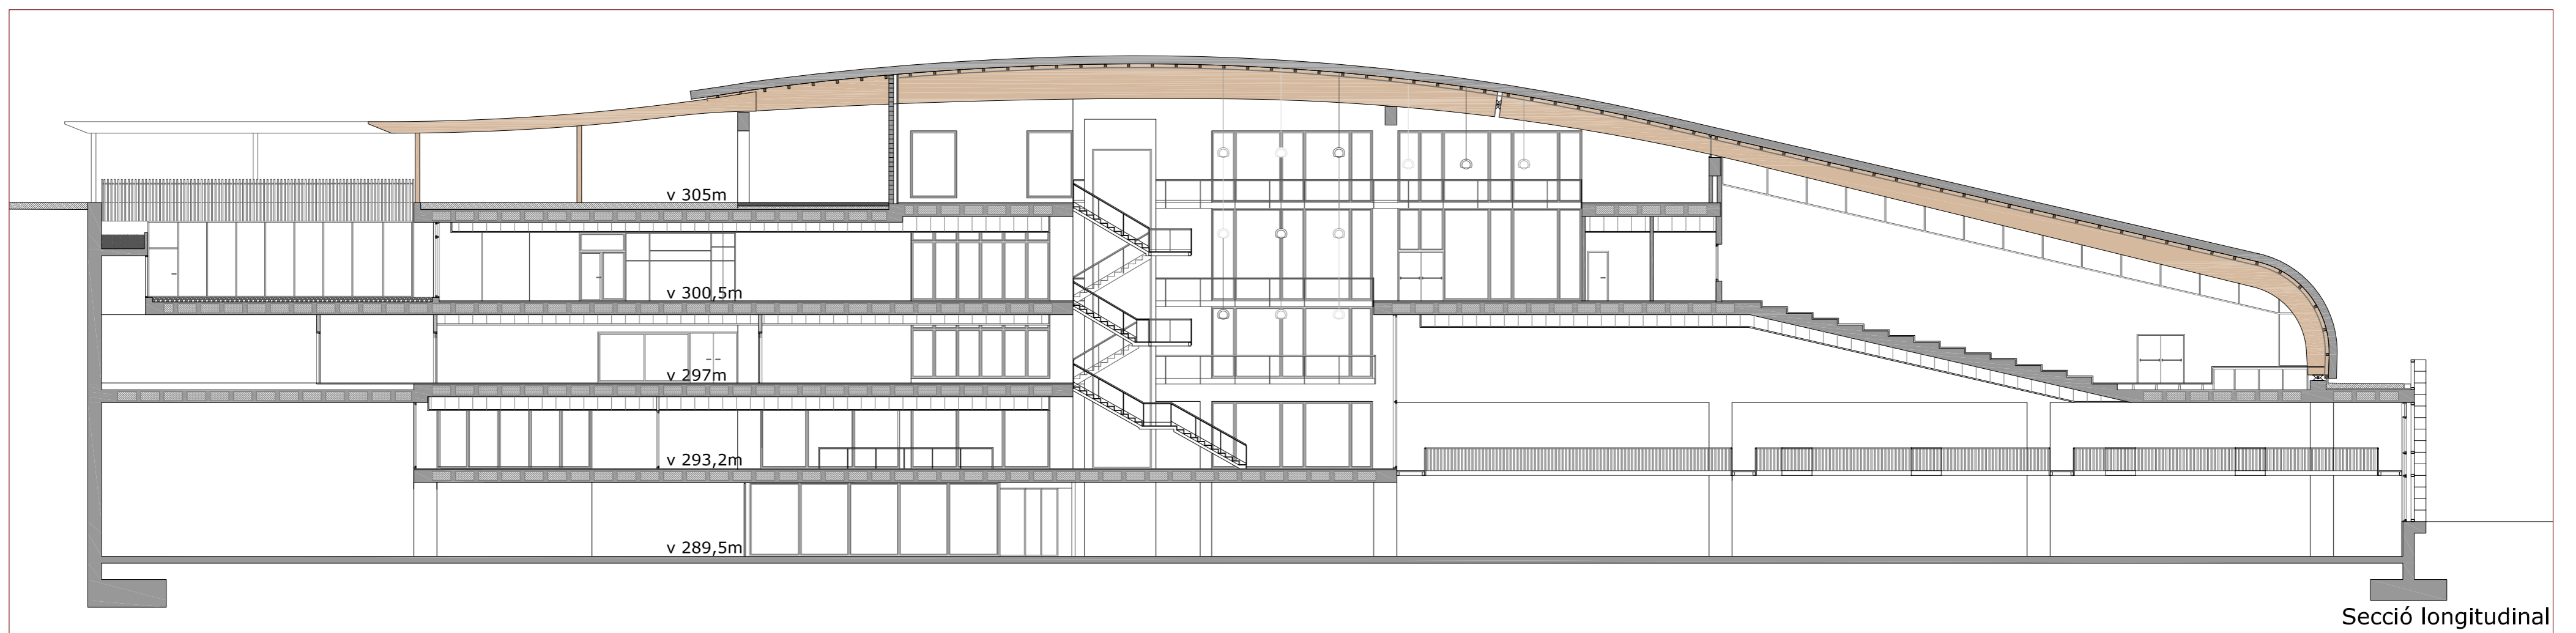 v 305m
v 300,5m
v 297m
v 293,2m
v 289,5m
Secció longitudinal